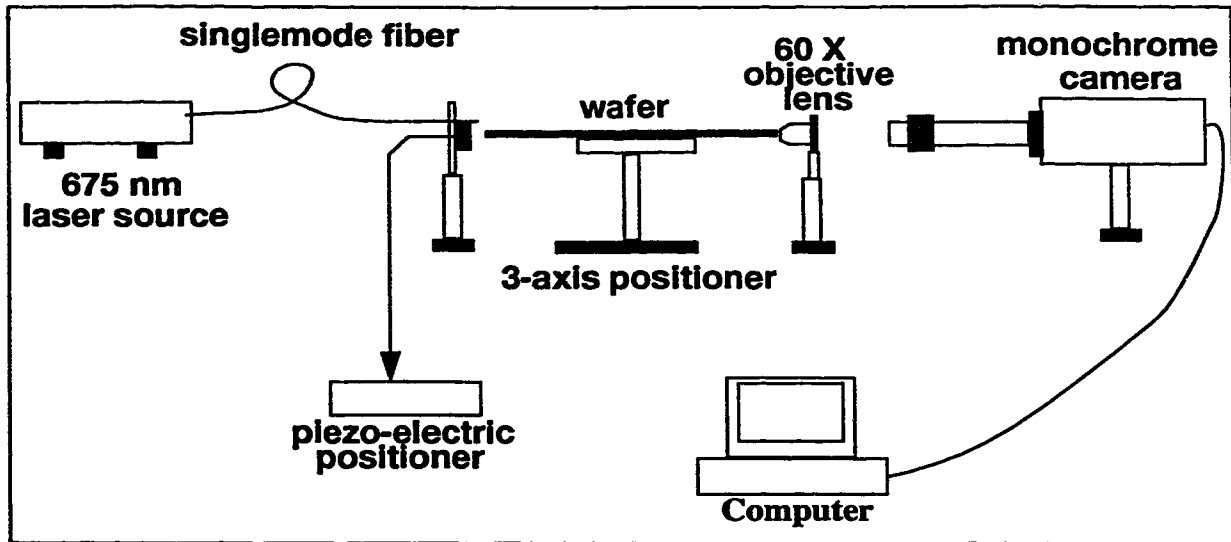 singlemode fiber
60 X
objective
lens
monochrome
camera
wafer
675 nm
laser source
3-axis positioner
piezo-electric
positioner
Computer